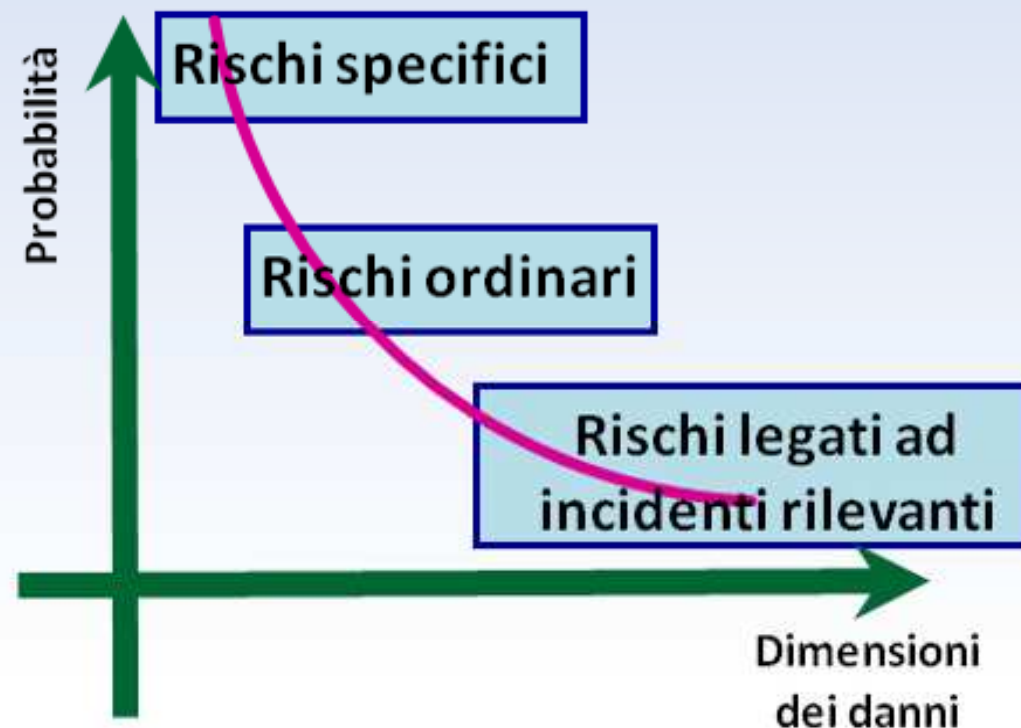 Probabilità
Rischi specifici
Rischi ordinari
Rischi legati ad
incidenti rilevanti
Dimensioni
dei danni